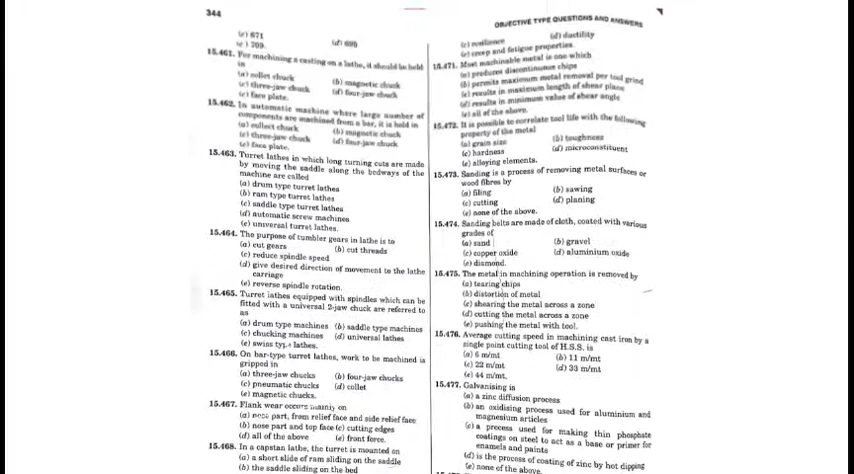 344
OBJECTIVE TYPE QUESTIONS AND ANSWERS
(c) 671
(d) 699
(e) 709.
15.461. For machining a casting on a lathe, it should be held
in
(a) collet chuck (b) magnetic chuck
(c) three-jaw chuck (d) four-jaw chuck
(e) face plate.
15.462. In automatic machine where large number of
components are machined from a bar, it is held in
(a) collect chuck (b) magnetic chuck
(c) three-jaw chuck (d) four-jaw chuck
(e) face plate.
15.463. Turret lathes in which long turning cuts are made
by moving the saddle along the bedways of the
machine are called
(a) drum type turret lathes
(b) ram type turret lathes
(c) saddle type turret lathes
(d) automatic screw machines
(e) universal turret lathes.
15.464. The purpose of tumbler gears in lathe is to
(a) cut gears (b) cut threads
(c) reduce spindle speed
(d) give desired direction of movement to the lathe
carriage
(e) reverse spindle rotation.
15.465. Turret lathes equipped with spindles which can be
fitted with a universal 2-jaw chuck are referred to
as
(a) drum type machines (b) saddle type machines
(c) chucking machines (d) universal lathes
(e) swiss type lathes.
15.466. On bar-type turret lathes, work to be machined is
gripped in
(a) three-jaw chucks (b) four-jaw chucks
(c) pneumatic chucks (d) collet
(e) magnetic chucks.
15.467. Flank wear occurs mainly on
(a) nose part, from relief face and side relief face
(b) nose part and top face (c) cutting edges
(d) all of the above (e) front force.
15.468. In a capstan lathe, the turret is mounted on
(a) a short slide of ram sliding on the saddle
(b) the saddle sliding on the bed
(c) resilience (d) ductility
(e) creep and fatigue properties.
15.471. Most machinable metal is one which
(a) produces discontinuous chips
(b) permits maximum metal removal per tool grind
(c) results in maximum length of shear plane
(d) results in minimum value of shear angle
(e) all of the above.
15.472. It is possible to correlate tool life with the following
property of the metal
(a) grain size (b) toughness
(c) hardness (d) microconstituent
(e) alloying elements.
15.473. Sanding is a process of removing metal surfaces or
wood fibres by
(a) filing (b) sawing
(c) cutting (d) planing
(e) none of the above.
15.474. Sanding belts are made of cloth, coated with various
grades of
(a) sand (b) gravel
(c) copper oxide (d) aluminium oxide
(e) diamond.
15.475. The metal in machining operation is removed by
(a) tearing chips
(b) distortion of metal
(c) shearing the metal across a zone
(d) cutting the metal across a zone
(e) pushing the metal with tool.
15.476. Average cutting speed in machining cast iron by a
single point cutting tool of H.S.S. is
(a) 6 m/mt (b) 11 m/mt
(c) 22 m/mt (d) 33 m/mt
(e) 44 m/mt.
15.477. Galvanising is
(a) a zinc diffusion process
(b) an oxidising process used for aluminium and
magnesium articles
(c) a process used for making thin phosphate
coatings on steel to act as a base or primer for
enamels and paints
(d) is the process of coating of zinc by hot dipping
(e) none of the above.